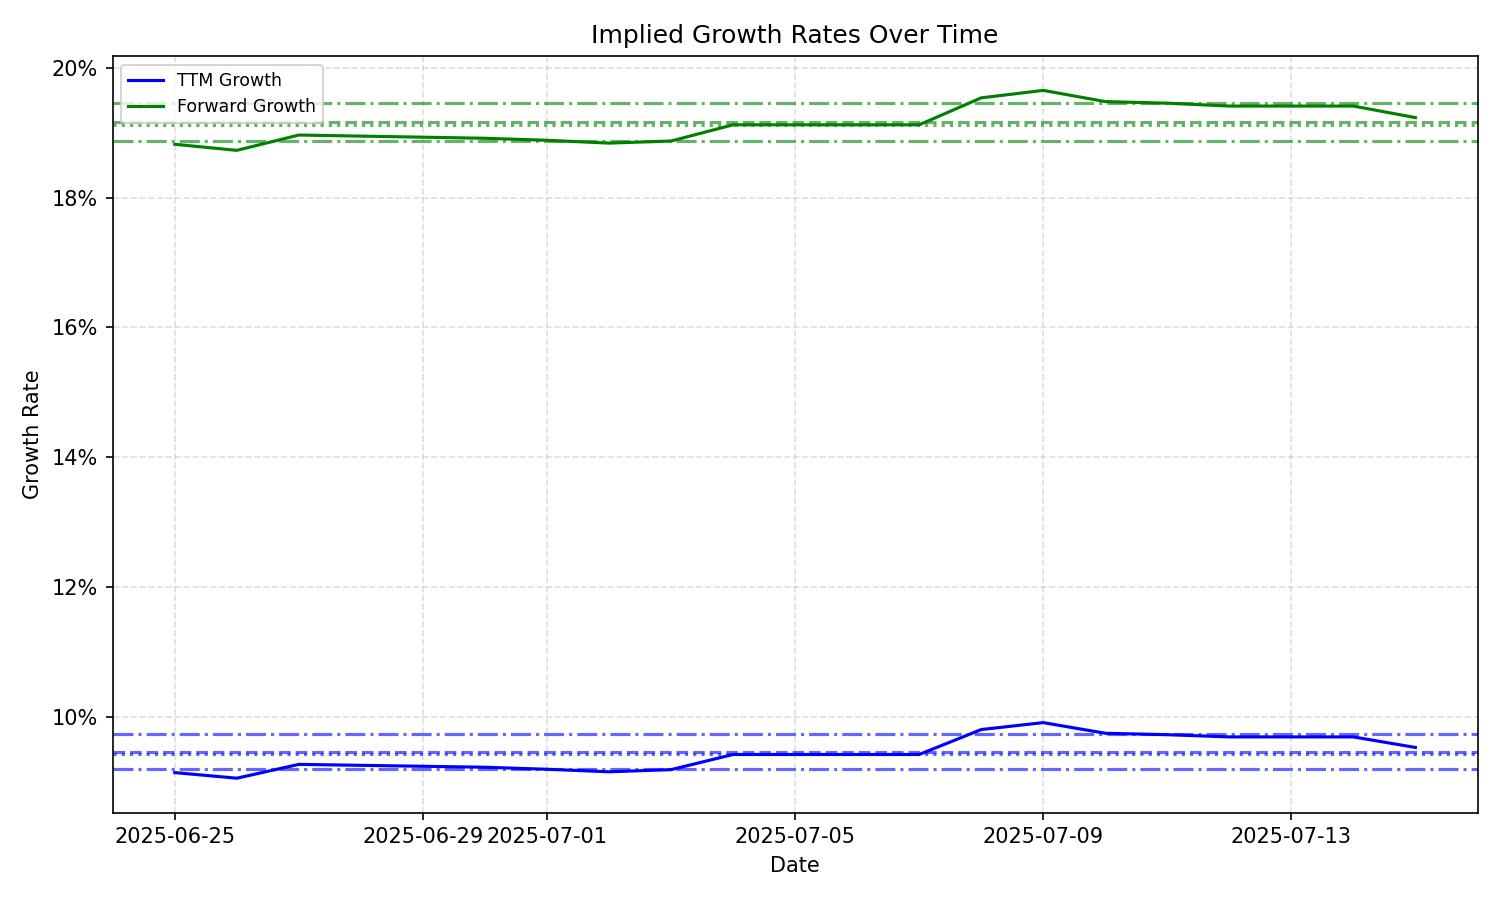 Implied Growth Rates Over Time
TTM Growth
Forward Growth
20%
18%
16%
14%
12%
10%
Growth Rate
2025-06-25
2025-06-29
2025-07-01
2025-07-05
2025-07-09
2025-07-13
Date